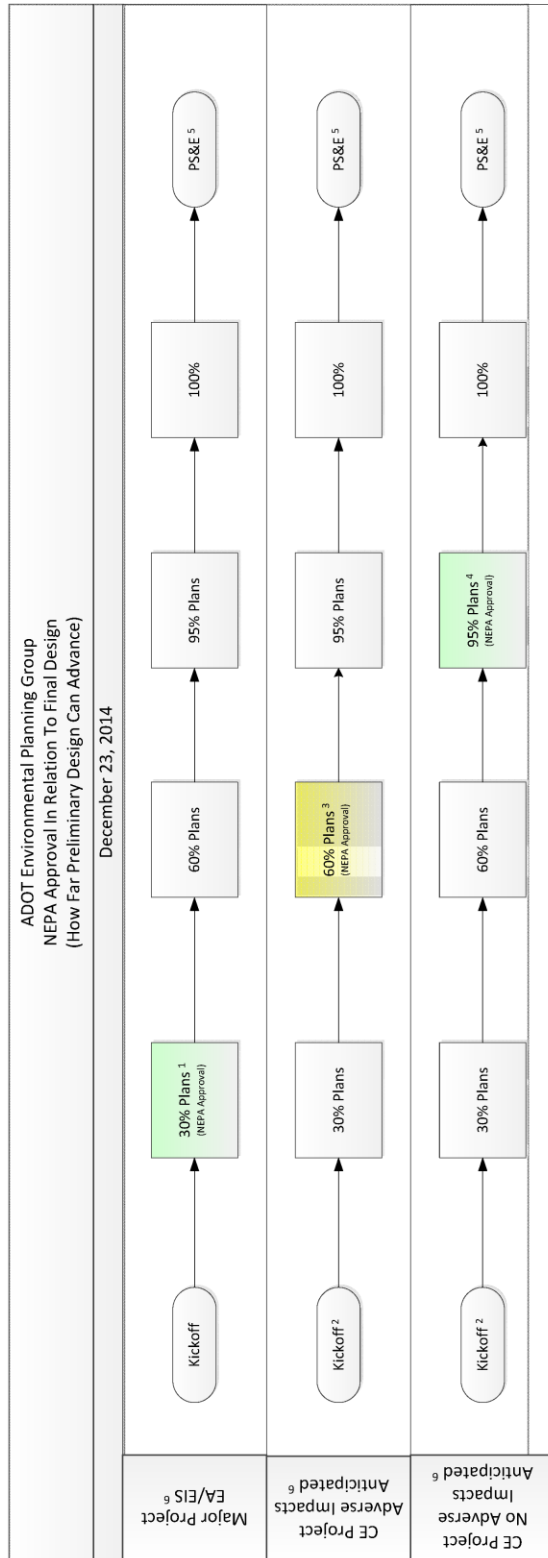 ADOT Environmental Planning Group
NEPA Approval In Relation To Final Design
(How Far Preliminary Design Can Advance)
December 23, 2014
Major Project
EA/EIS 6
Kickoff
30% Plans 1
(NEPA Approval)
60% Plans
95% Plans
100%
PS&E 5
CE Project
Adverse Impacts
Anticipated 6
Kickoff 2
30% Plans
60% Plans 3
(NEPA Approval)
95% Plans
100%
PS&E 5
CE Project
No Adverse
Impacts
Anticipated 6
Kickoff 2
30% Plans
60% Plans
95% Plans 4
(NEPA Approval)
100%
PS&E 5